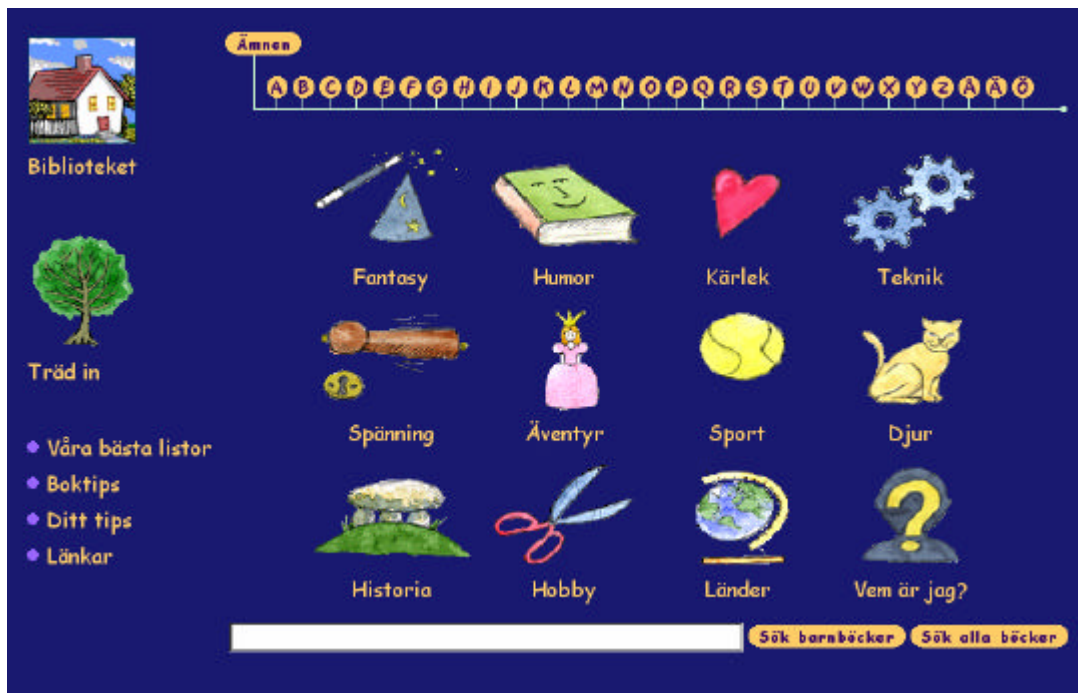 Ämnen
A B C D E F G H I J K L M N O P Q R S T U V W X Y Z Å Ä Ö
Biblioteket
Fantasy Humor Kärlek Teknik
Träd in
Spänning Äventyr Sport Djur
Våra bästa listor
Boktips
Ditt tips
Länkar
Historia Hobby Länder Vem är jag?
Sök barnböcker Sök alla böcker